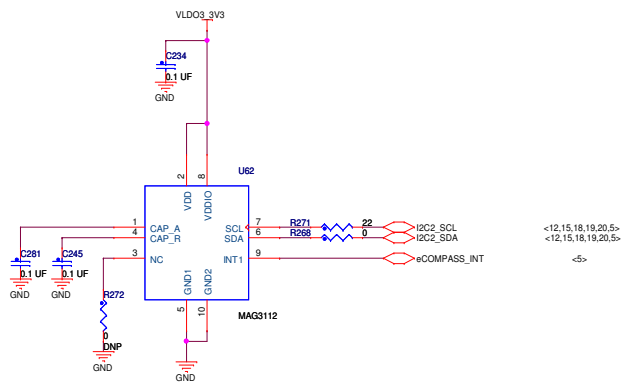 VLDO3_3V3
C234
0.1 UF
GND
2
8
U62
VDD
VDDIO
1
CAP_A
SCL
7
R271
22
I2C2_SCL
<12,15,18,19,20,5>
4
CAP_R
SDA
6
R268
0
I2C2_SDA
<12,15,18,19,20,5>
3
NC
INT1
9
eCOMPASS_INT
<5>
C281
0.1 UF
GND
C245
0.1 UF
GND
GND1
GND2
5
10
MAG3112
R272
0
DNP
GND
GND